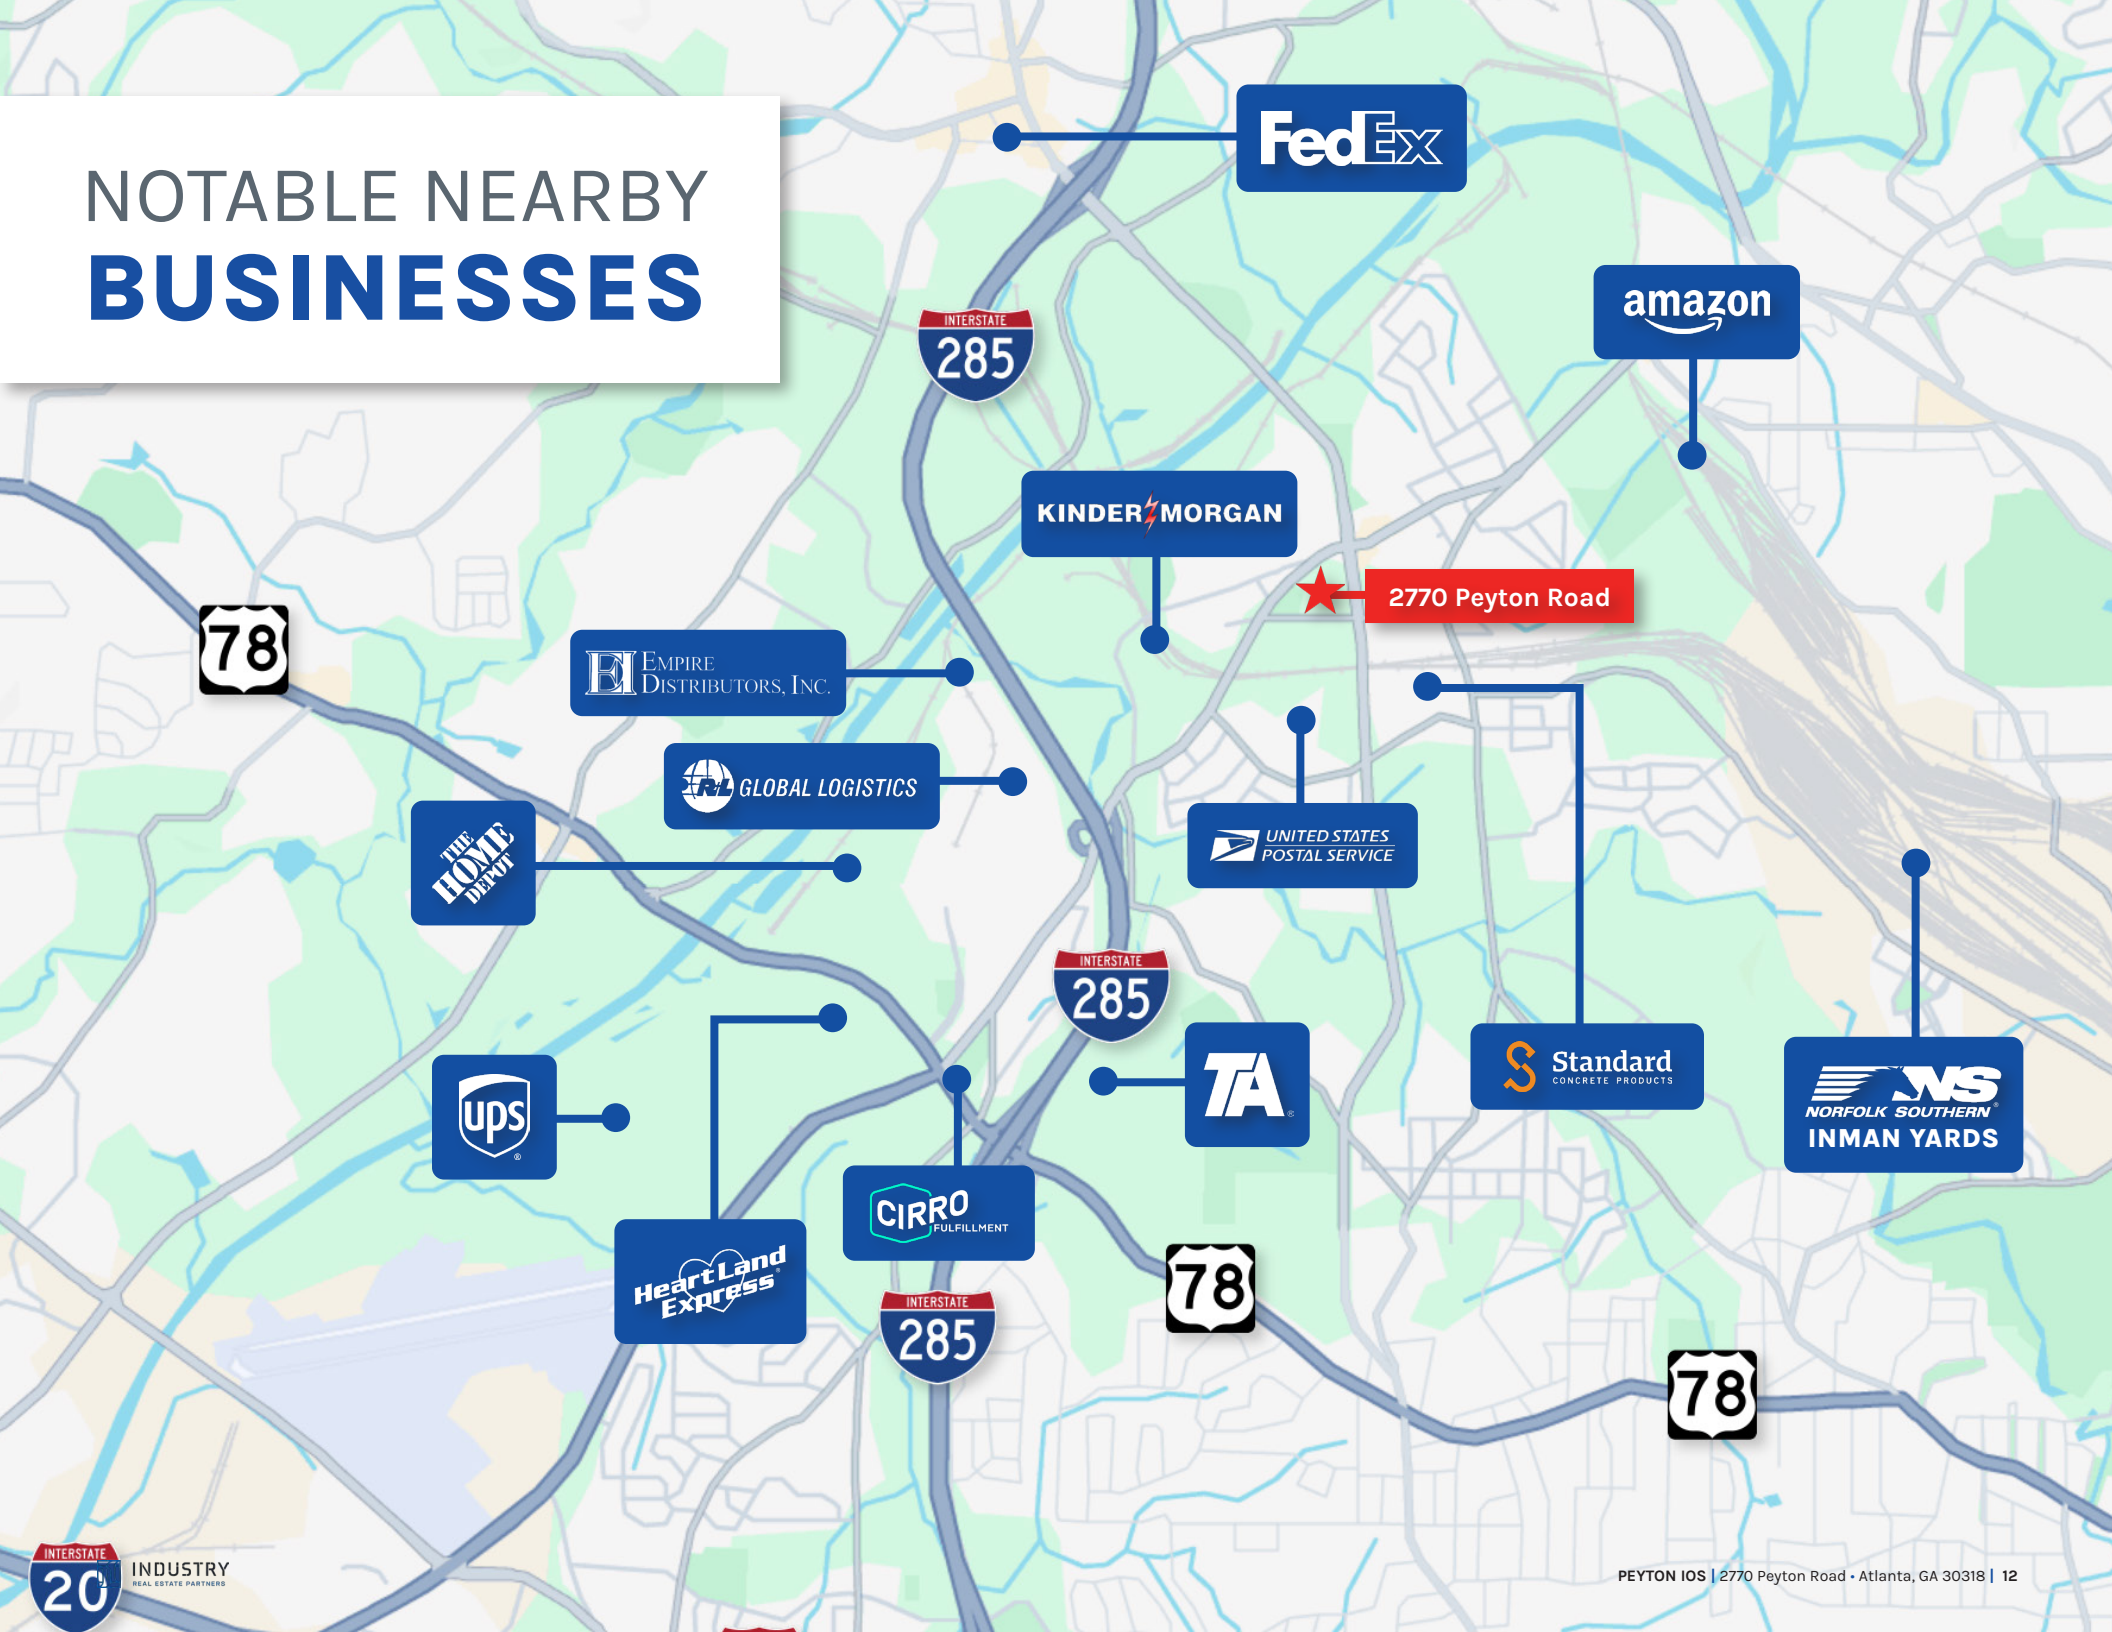 NOTABLE NEARBY
BUSINESSES
FedEx
amazon
INTERSTATE
285
KINDER MORGAN
2770 Peyton Road
78
EI EMPIRE
DISTRIBUTORS, INC.
R+L GLOBAL LOGISTICS
THE
HOME
DEPOT
UNITED STATES
POSTAL SERVICE
INTERSTATE
285
TA®
Standard
CONCRETE PRODUCTS
NS
NORFOLK SOUTHERN®
INMAN YARDS
ups®
CIRRO
FULFILLMENT
HeartLand
Express®
INTERSTATE
285
78
78
INTERSTATE
20
INDUSTRY
REAL ESTATE PARTNERS
PEYTON IOS | 2770 Peyton Road • Atlanta, GA 30318 | 12